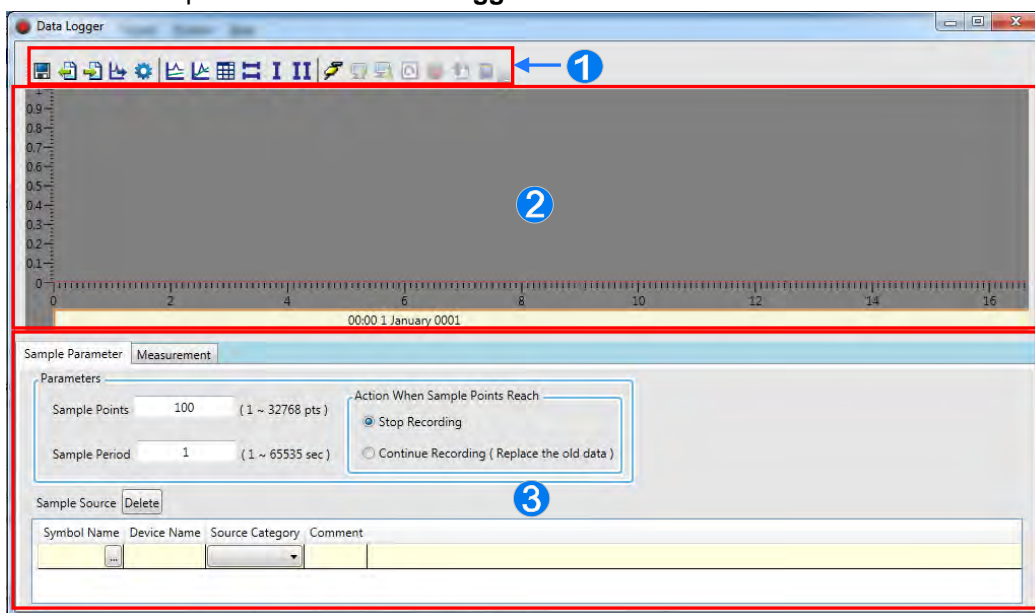 Data Logger
1
0.9
0.8
0.7
0.6
0.5
0.4
0.3
0.2
0.1
0
2
0 2 4 6 8 10 12 14 16
00:00 1 January 0001
Sample Parameter Measurement
Parameters
Sample Points 100 ( 1 ~ 32768 pts )
Action When Sample Points Reach
Stop Recording
Sample Period 1 ( 1 ~ 65535 sec )
Continue Recording ( Replace the old data )
3
Sample Source Delete
Symbol Name Device Name Source Category Comment
...